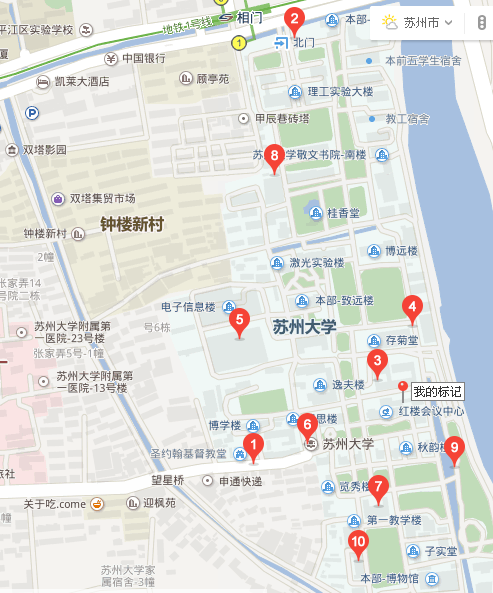 平江区实验学校
地铁1号线
相门
2
本部-
苏州市
1
北门
中国银行
本前五学生宿舍
凯莱大酒店
顾亭苑
理工实验大楼
P
甲辰巷砖塔
教工宿舍
双塔影园
8
学敬文书院-南楼
双塔集贸市场
钟楼新村
桂香堂
钟楼新村
2幢
激光实验楼
博远楼
张家弄14
号院二栋
电子信息楼
本部-致远楼
4
苏州大学附属第
一医院-23号楼
号6栋
5
苏州大学
存菊堂
张家弄5号-1幢
3
苏州大学附属第
一医院-13号楼
逸夫楼
我的标记
红楼会议中心
博学楼
6
思楼
苏州大学
秋韵
9
圣约翰基督教堂
1
旅社
望星桥
申通快递
览秀楼
7
关于吃.come
迎枫苑
第一教学楼
幢
10
子实堂
苏州大学家
属宿舍-3幢
本部-博物馆